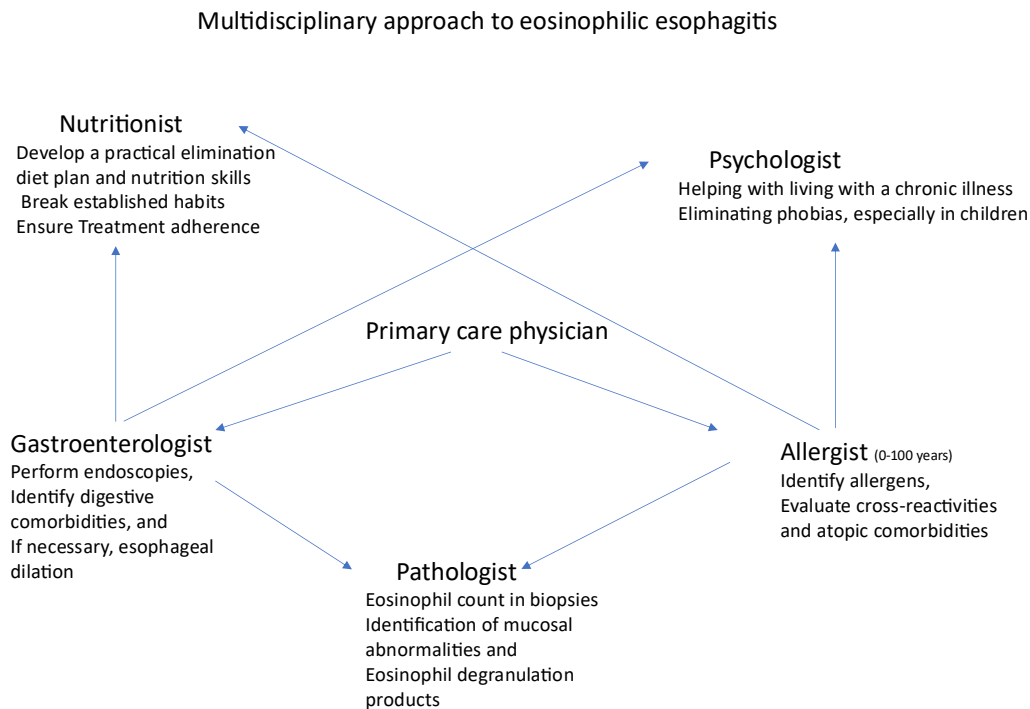 Multidisciplinary approach to eosinophilic esophagitis
Nutritionist
Develop a practical elimination
diet plan and nutrition skills
Break established habits
Ensure Treatment adherence
Psychologist
Helping with living with a chronic illness
Eliminating phobias, especially in children
Primary care physician
Gastroenterologist
Perform endoscopies,
Identify digestive
comorbidities, and
If necessary, esophageal
dilation
Allergist (0-100 years)
Identify allergens,
Evaluate cross-reactivities
and atopic comorbidities
Pathologist
Eosinophil count in biopsies
Identification of mucosal
abnormalities and
Eosinophil degranulation
products